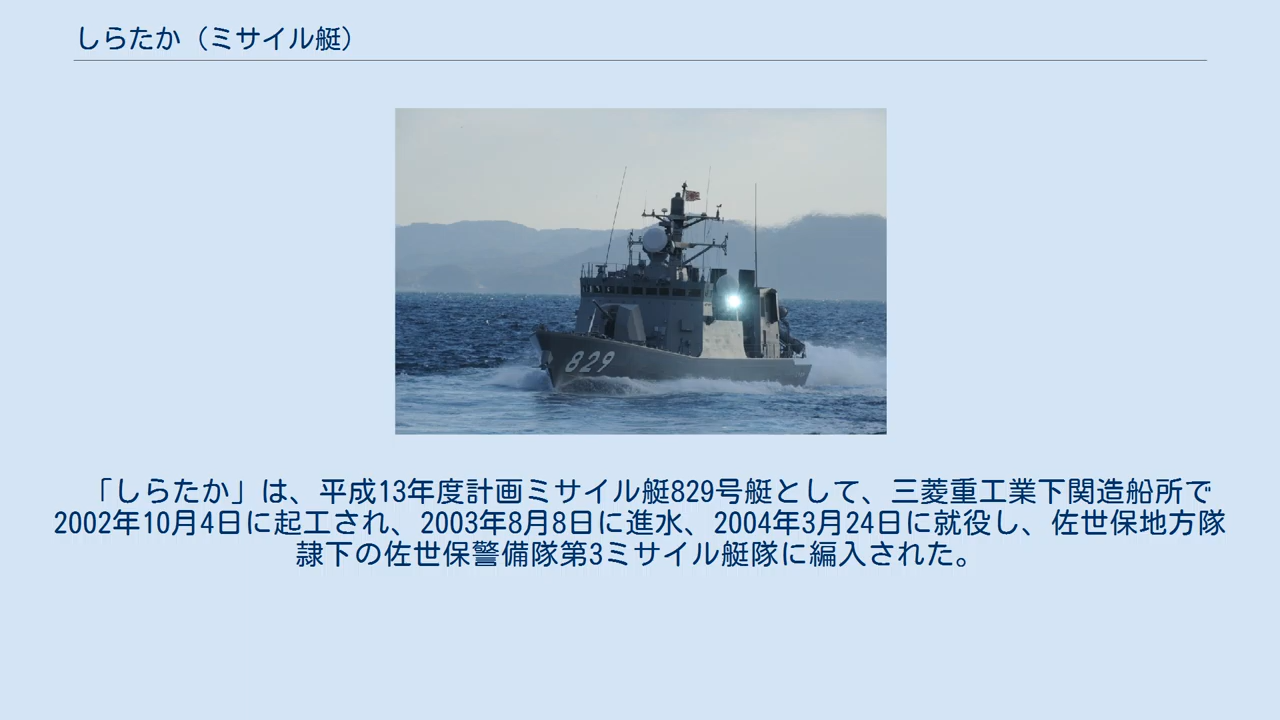 しらたか（ミサイル艇）
829
「しらたか」は、平成13年度計画ミサイル艇829号艇として、三菱重工業下関造船所で
2002年10月4日に起工され、2003年8月8日に進水、2004年3月24日に就役し、佐世保地方隊
隷下の佐世保警備隊第3ミサイル艇隊に編入された。